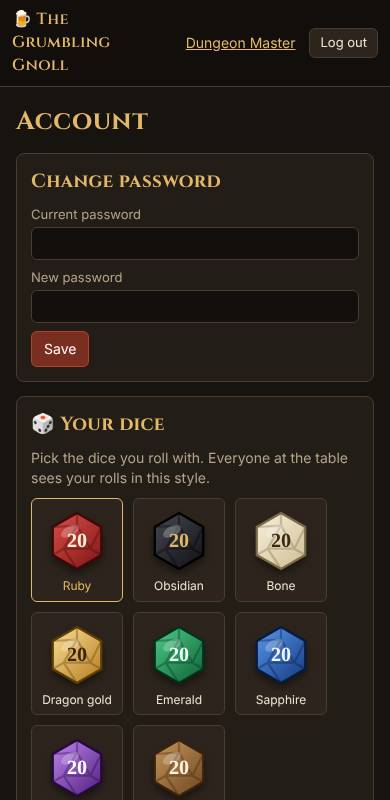 The
Grumbling
Gnoll
Dungeon Master
Log out
Account
Change password
Current password
New password
Save
Your dice
Pick the dice you roll with. Everyone at the table
sees your rolls in this style.
20 20 20
Ruby Obsidian Bone
20 20 20
Dragon gold Emerald Sapphire
20 20